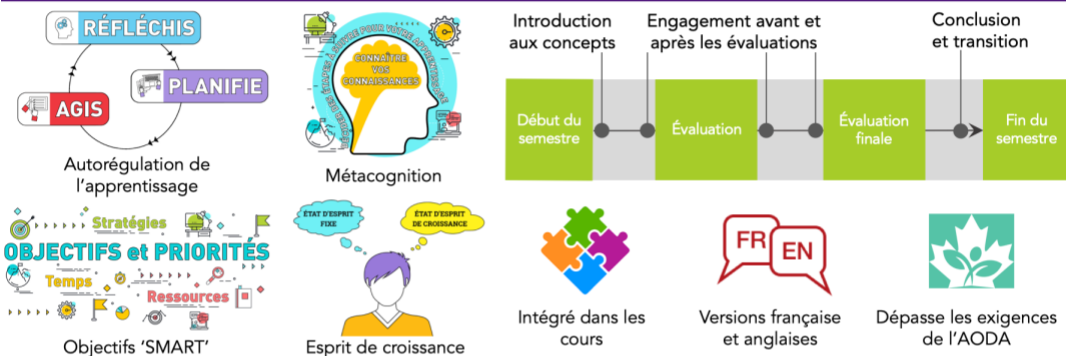 RÉFLÉCHIS
PLANIFIE
AGIS
Autorégulation de
l'apprentissage
CONNAÎTRE
VOS
CONNAISSANCES
Métacognition
Stratégies
OBJECTIFS et PRIORITÉS
Temps
Ressources
Objectifs 'SMART'
ÉTAT D'ESPRIT
FIXE
ÉTAT D'ESPRIT
DE CROISSANCE
Esprit de croissance
Introduction
aux concepts
Engagement avant et
après les évaluations
Conclusion
et transition
Début du
semestre
Évaluation
Évaluation
finale
Fin du
semestre
Intégré dans les
cours
FR
EN
Versions française
et anglaises
Dépasse les exigences
de l'AODA